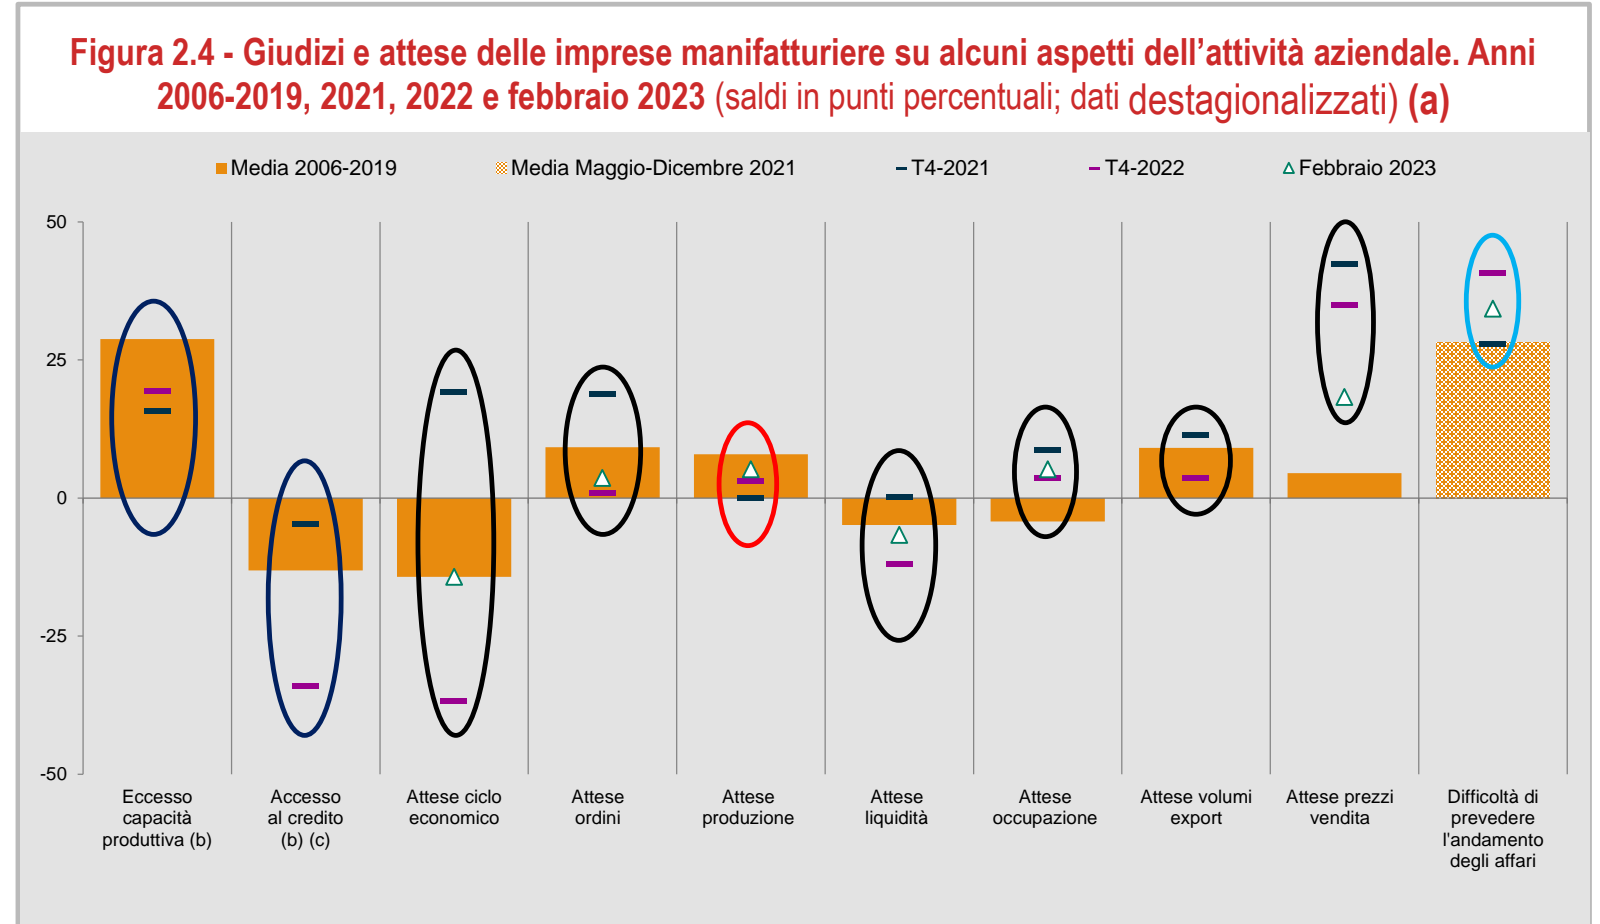 Figura 2.4 - Giudizi e attese delle imprese manifatturiere su alcuni aspetti dell'attività aziendale. Anni
2006-2019, 2021, 2022 e febbraio 2023 (saldi in punti percentuali; dati destagionalizzati) (a)
Media 2006-2019 Media Maggio-Dicembre 2021 T4-2021 T4-2022 Febbraio 2023
50
25
0
-25
-50
Eccesso
capacità
produttiva (b)
Accesso
al credito
(b) (c)
Attese ciclo
economico
Attese
ordini
Attese
produzione
Attese
liquidità
Attese
occupazione
Attese volumi
export
Attese prezzi
vendita
Difficoltà di
prevedere
l'andamento
degli affari